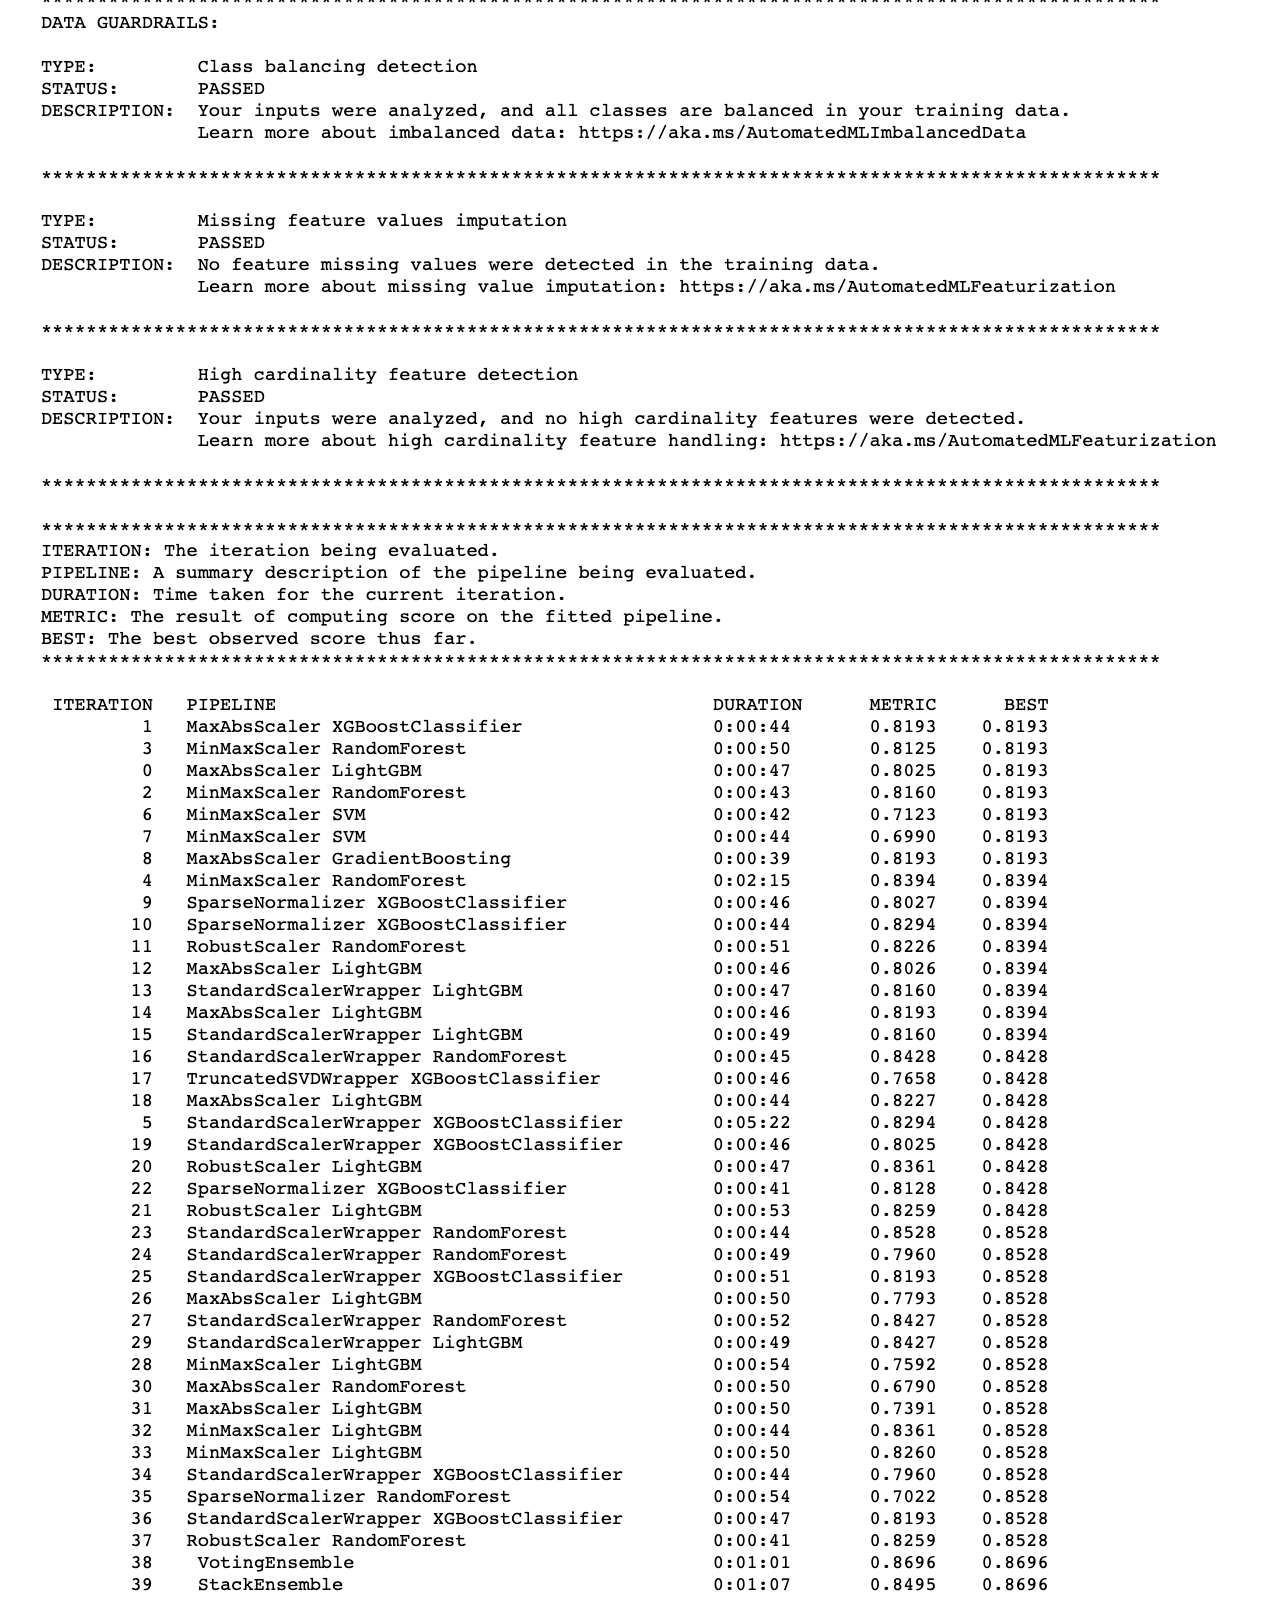 ****************************************************************************************************
DATA GUARDRAILS:
TYPE:         Class balancing detection
STATUS:       PASSED
DESCRIPTION:  Your inputs were analyzed, and all classes are balanced in your training data.
              Learn more about imbalanced data: https://aka.ms/AutomatedMLImbalancedData
****************************************************************************************************
TYPE:         Missing feature values imputation
STATUS:       PASSED
DESCRIPTION:  No feature missing values were detected in the training data.
              Learn more about missing value imputation: https://aka.ms/AutomatedMLFeaturization
****************************************************************************************************
TYPE:         High cardinality feature detection
STATUS:       PASSED
DESCRIPTION:  Your inputs were analyzed, and no high cardinality features were detected.
              Learn more about high cardinality feature handling: https://aka.ms/AutomatedMLFeaturization
****************************************************************************************************
****************************************************************************************************
ITERATION: The iteration being evaluated.
PIPELINE: A summary description of the pipeline being evaluated.
DURATION: Time taken for the current iteration.
METRIC: The result of computing score on the fitted pipeline.
BEST: The best observed score thus far.
****************************************************************************************************
 ITERATION   PIPELINE                                       DURATION      METRIC      BEST
         1   MaxAbsScaler XGBoostClassifier                 0:00:44       0.8193    0.8193
         3   MinMaxScaler RandomForest                      0:00:50       0.8125    0.8193
         0   MaxAbsScaler LightGBM                          0:00:47       0.8025    0.8193
         2   MinMaxScaler RandomForest                      0:00:43       0.8160    0.8193
         6   MinMaxScaler SVM                               0:00:42       0.7123    0.8193
         7   MinMaxScaler SVM                               0:00:44       0.6990    0.8193
         8   MaxAbsScaler GradientBoosting                  0:00:39       0.8193    0.8193
         4   MinMaxScaler RandomForest                      0:02:15       0.8394    0.8394
         9   SparseNormalizer XGBoostClassifier             0:00:46       0.8027    0.8394
        10   SparseNormalizer XGBoostClassifier             0:00:44       0.8294    0.8394
        11   RobustScaler RandomForest                      0:00:51       0.8226    0.8394
        12   MaxAbsScaler LightGBM                          0:00:46       0.8026    0.8394
        13   StandardScalerWrapper LightGBM                 0:00:47       0.8160    0.8394
        14   MaxAbsScaler LightGBM                          0:00:46       0.8193    0.8394
        15   StandardScalerWrapper LightGBM                 0:00:49       0.8160    0.8394
        16   StandardScalerWrapper RandomForest             0:00:45       0.8428    0.8428
        17   TruncatedSVDWrapper XGBoostClassifier          0:00:46       0.7658    0.8428
        18   MaxAbsScaler LightGBM                          0:00:44       0.8227    0.8428
         5   StandardScalerWrapper XGBoostClassifier        0:05:22       0.8294    0.8428
        19   StandardScalerWrapper XGBoostClassifier        0:00:46       0.8025    0.8428
        20   RobustScaler LightGBM                          0:00:47       0.8361    0.8428
        22   SparseNormalizer XGBoostClassifier             0:00:41       0.8128    0.8428
        21   RobustScaler LightGBM                          0:00:53       0.8259    0.8428
        23   StandardScalerWrapper RandomForest             0:00:44       0.8528    0.8528
        24   StandardScalerWrapper RandomForest             0:00:49       0.7960    0.8528
        25   StandardScalerWrapper XGBoostClassifier        0:00:51       0.8193    0.8528
        26   MaxAbsScaler LightGBM                          0:00:50       0.7793    0.8528
        27   StandardScalerWrapper RandomForest             0:00:52       0.8427    0.8528
        29   StandardScalerWrapper LightGBM                 0:00:49       0.8427    0.8528
        28   MinMaxScaler LightGBM                          0:00:54       0.7592    0.8528
        30   MaxAbsScaler RandomForest                      0:00:50       0.6790    0.8528
        31   MaxAbsScaler LightGBM                          0:00:50       0.7391    0.8528
        32   MinMaxScaler LightGBM                          0:00:44       0.8361    0.8528
        33   MinMaxScaler LightGBM                          0:00:50       0.8260    0.8528
        34   StandardScalerWrapper XGBoostClassifier        0:00:44       0.7960    0.8528
        35   SparseNormalizer RandomForest                  0:00:54       0.7022    0.8528
        36   StandardScalerWrapper XGBoostClassifier        0:00:47       0.8193    0.8528
        37   RobustScaler RandomForest                      0:00:41       0.8259    0.8528
        38    VotingEnsemble                                0:01:01       0.8696    0.8696
        39    StackEnsemble                                 0:01:07       0.8495    0.8696